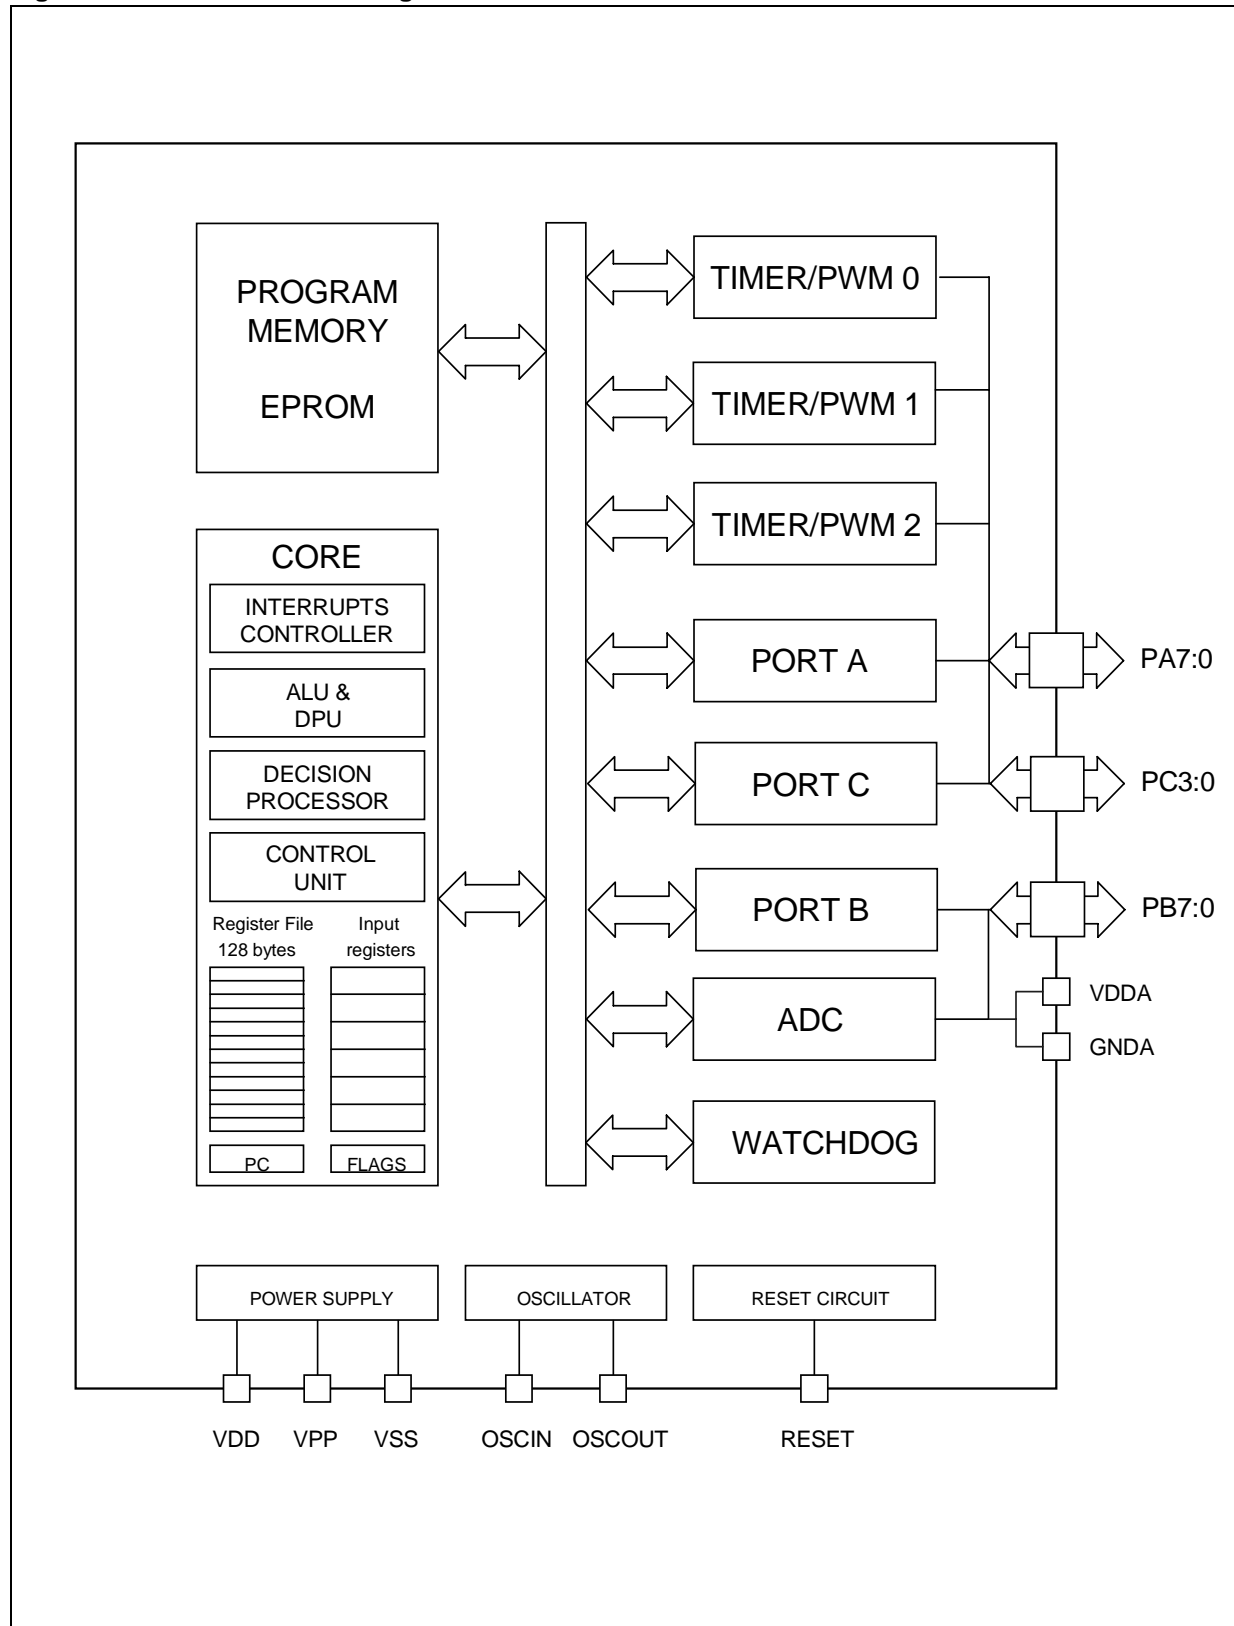 PROGRAM
MEMORY
EPROM
CORE
INTERRUPTS
CONTROLLER
ALU &
DPU
DECISION
PROCESSOR
CONTROL
UNIT
Register File
128 bytes
Input
registers
PC
FLAGS
TIMER/PWM 0
TIMER/PWM 1
TIMER/PWM 2
PORT A
PORT C
PORT B
ADC
WATCHDOG
PA7:0
PC3:0
PB7:0
VDDA
GNDA
POWER SUPPLY
OSCILLATOR
RESET CIRCUIT
VDD
VPP
VSS
OSCIN
OSCOUT
RESET